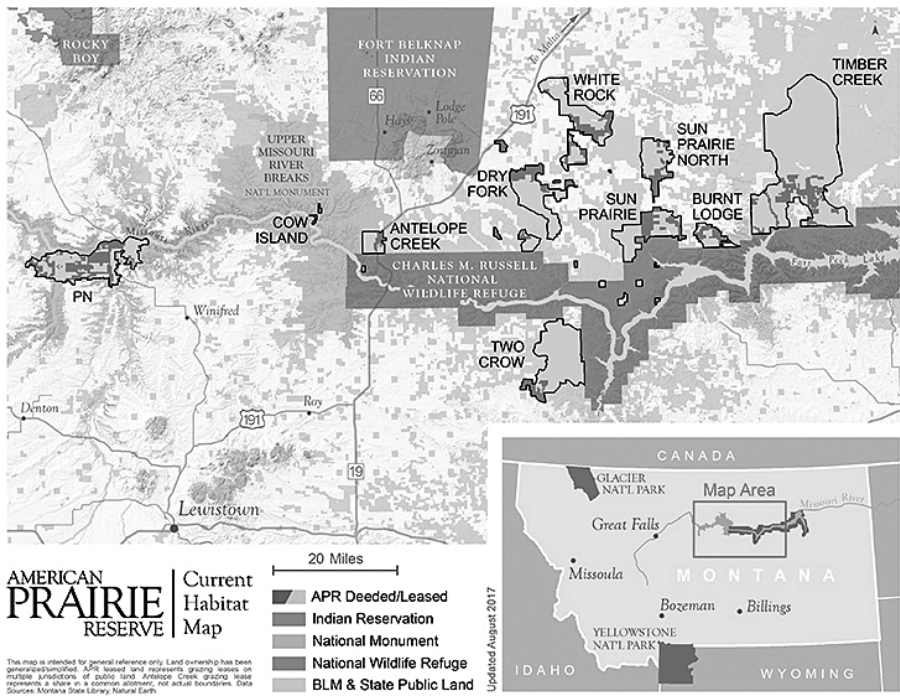 ROCKY
BOY
FORT BELKNAP
INDIAN
RESERVATION
To Malta
66
Lodge
Pole
Hays
Zortman
191
WHITE
ROCK
TIMBER
CREEK
SUN
PRAIRIE
NORTH
UPPER
MISSOURI
RIVER
BREAKS
NAT'L MONUMENT
DRY
FORK
SUN
PRAIRIE
BURNT
LODGE
COW
ISLAND
Missouri River
ANTELOPE
CREEK
CHARLES M. RUSSELL
NATIONAL
WILDLIFE REFUGE
Fort Peck Lake
PN
Winifred
TWO
CROW
Denton
191
Roy
19
Lewistown
CANADA
GLACIER
NAT'L PARK
Map Area
Missouri River
Great Falls
Missoula
MONTANA
Bozeman
Billings
YELLOWSTONE
NAT'L PARK
IDAHO
WYOMING
AMERICAN
PRAIRIE
RESERVE
Current
Habitat
Map
20 Miles
APR Deeded/Leased
Indian Reservation
National Monument
National Wildlife Refuge
BLM & State Public Land
Updated August 2017
This map is intended for general reference only. Land ownership has been
generalized/simplified. APR leased land represents grazing leases on
multiple jurisdictions of public land. Antelope Creek grazing lease
represents a share in a common allotment, not actual boundaries. Data
Sources: Montana State Library, Natural Earth